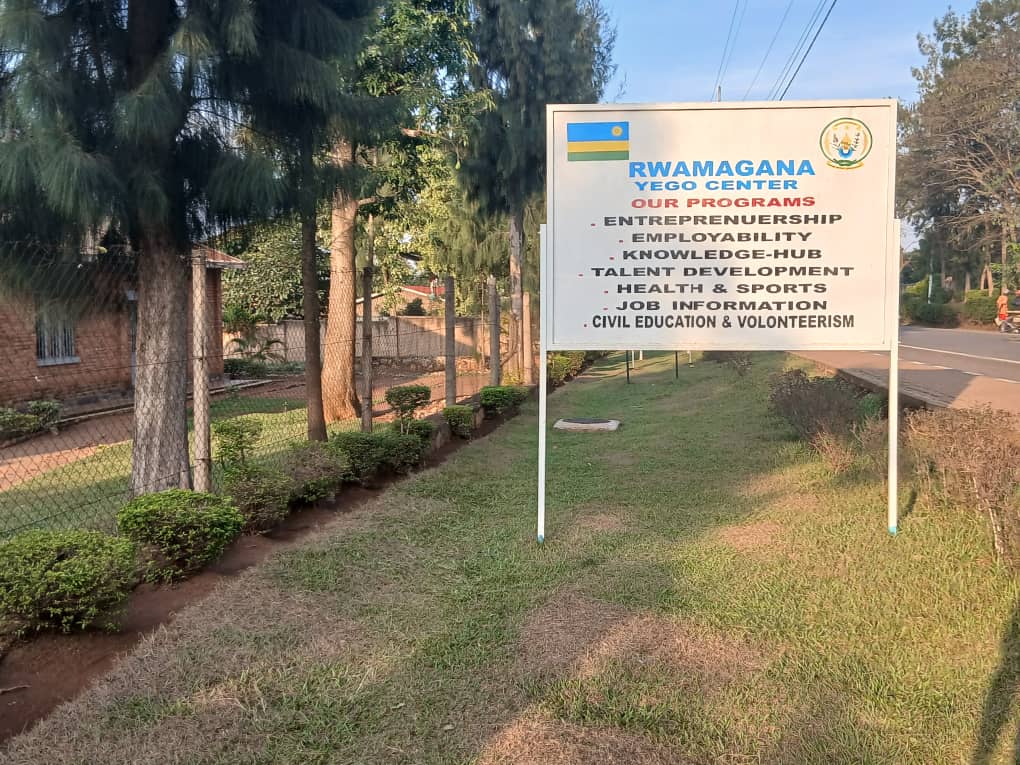 RWAMAGANA
YEGO CENTER
OUR PROGRAMS
. ENTREPRENUERSHIP
. EMPLOYABILITY
. KNOWLEDGE-HUB
. TALENT DEVELOPMENT
. HEALTH & SPORTS
. JOB INFORMATION
. CIVIL EDUCATION & VOLONTEERISM